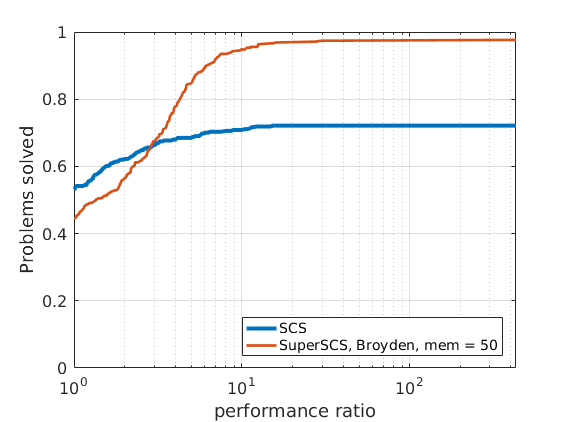 1
0.8
0.6
0.4
0.2
0
Problems solved
10^0
10^1
10^2
performance ratio
SCS
SuperSCS, Broyden, mem = 50